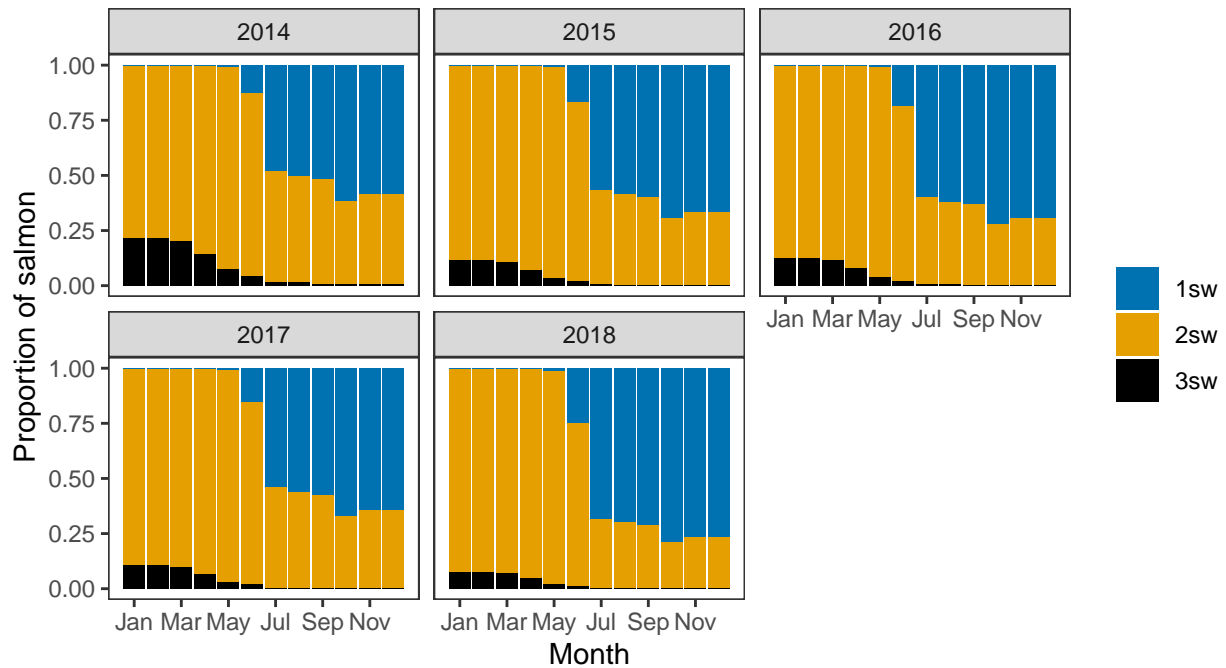 2014 2015 2016
1.00
0.75
0.50
0.25
0.00
Jan Mar May Jul Sep Nov
2017 2018
1.00
0.75
0.50
0.25
0.00
Jan Mar May Jul Sep Nov Jan Mar May Jul Sep Nov
Proportion of salmon
Month
1sw
2sw
3sw